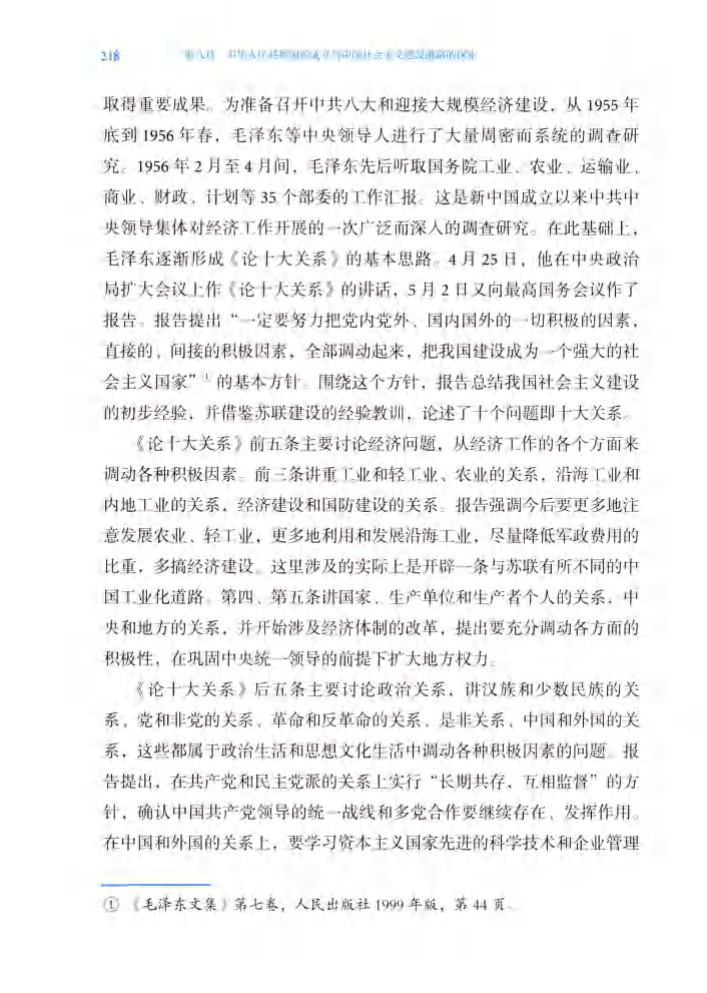 218
取得重要成果。为准备召开中共八大和迎接大规模经济建设，从 1955 年
底到 1956 年春，毛泽东等中央领导人进行了大量周密而系统的调查研
究。1956 年 2 月至 4 月间，毛泽东先后听取国务院工业、农业、运输业、
商业、财政、计划等 35 个部委的工作汇报。这是新中国成立以来中共中
央领导集体对经济工作开展的一次广泛而深入的调查研究。在此基础上，
毛泽东逐渐形成《论十大关系》的基本思路。4 月 25 日，他在中央政治
局扩大会议上作《论十大关系》的讲话，5 月 2 日又向最高国务会议作了
报告。报告提出“一定要努力把党内党外、国内国外的一切积极的因素，
直接的、间接的积极因素，全部调动起来，把我国建设成为一个强大的社
会主义国家”① 的基本方针。围绕这个方针，报告总结我国社会主义建设
的初步经验，并借鉴苏联建设的经验教训，论述了十个问题即十大关系。
《论十大关系》前五条主要讨论经济问题，从经济工作的各个方面来
调动各种积极因素。前三条讲重工业和轻工业、农业的关系，沿海工业和
内地工业的关系，经济建设和国防建设的关系。报告强调今后要更多地注
意发展农业、轻工业，更多地利用和发展沿海工业，尽量降低军政费用的
比重，多搞经济建设。这里涉及的实际上是开辟一条与苏联有所不同的中
国工业化道路。第四、第五条讲国家、生产单位和生产者个人的关系，中
央和地方的关系，并开始涉及经济体制的改革，提出要充分调动各方面的
积极性，在巩固中央统一领导的前提下扩大地方权力。
《论十大关系》后五条主要讨论政治关系，讲汉族和少数民族的关
系、党和非党的关系、革命和反革命的关系、是非关系、中国和外国的关
系，这些都属于政治生活和思想文化生活中调动各种积极因素的问题。报
告提出，在共产党和民主党派的关系上实行“长期共存，互相监督”的方
针，确认中国共产党领导的统一战线和多党合作要继续存在、发挥作用。
在中国和外国的关系上，要学习资本主义国家先进的科学技术和企业管理
① 《毛泽东文集》第七卷，人民出版社 1999 年版，第 44 页。